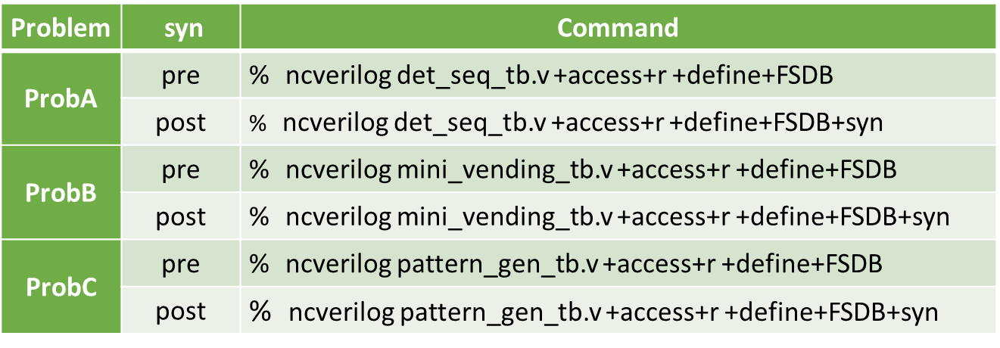 Problem syn Command
ProbA
pre % ncverilog det_seq_tb.v +access+r +define+FSDB
post % ncverilog det_seq_tb.v +access+r +define+FSDB+syn
ProbB
pre % ncverilog mini_vending_tb.v +access+r +define+FSDB
post % ncverilog mini_vending_tb.v +access+r +define+FSDB+syn
ProbC
pre % ncverilog pattern_gen_tb.v +access+r +define+FSDB
post % ncverilog pattern_gen_tb.v +access+r +define+FSDB+syn